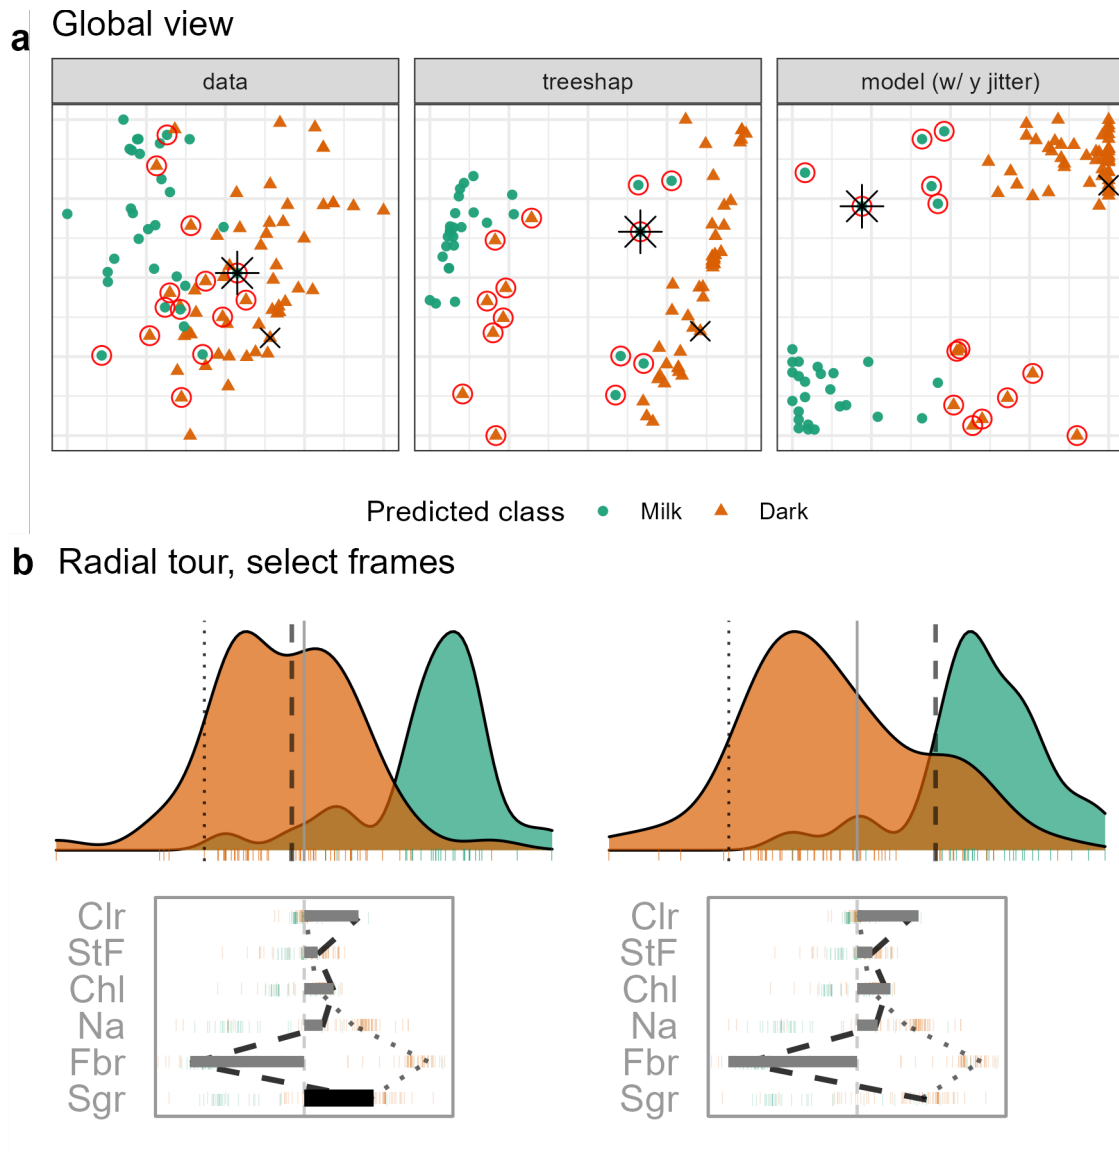 a Global view
data treeshap model (w/ y jitter)
Predicted class Milk Dark
b Radial tour, select frames
Clr Clr
StF StF
Chl Chl
Na Na
Fbr Fbr
Sgr Sgr